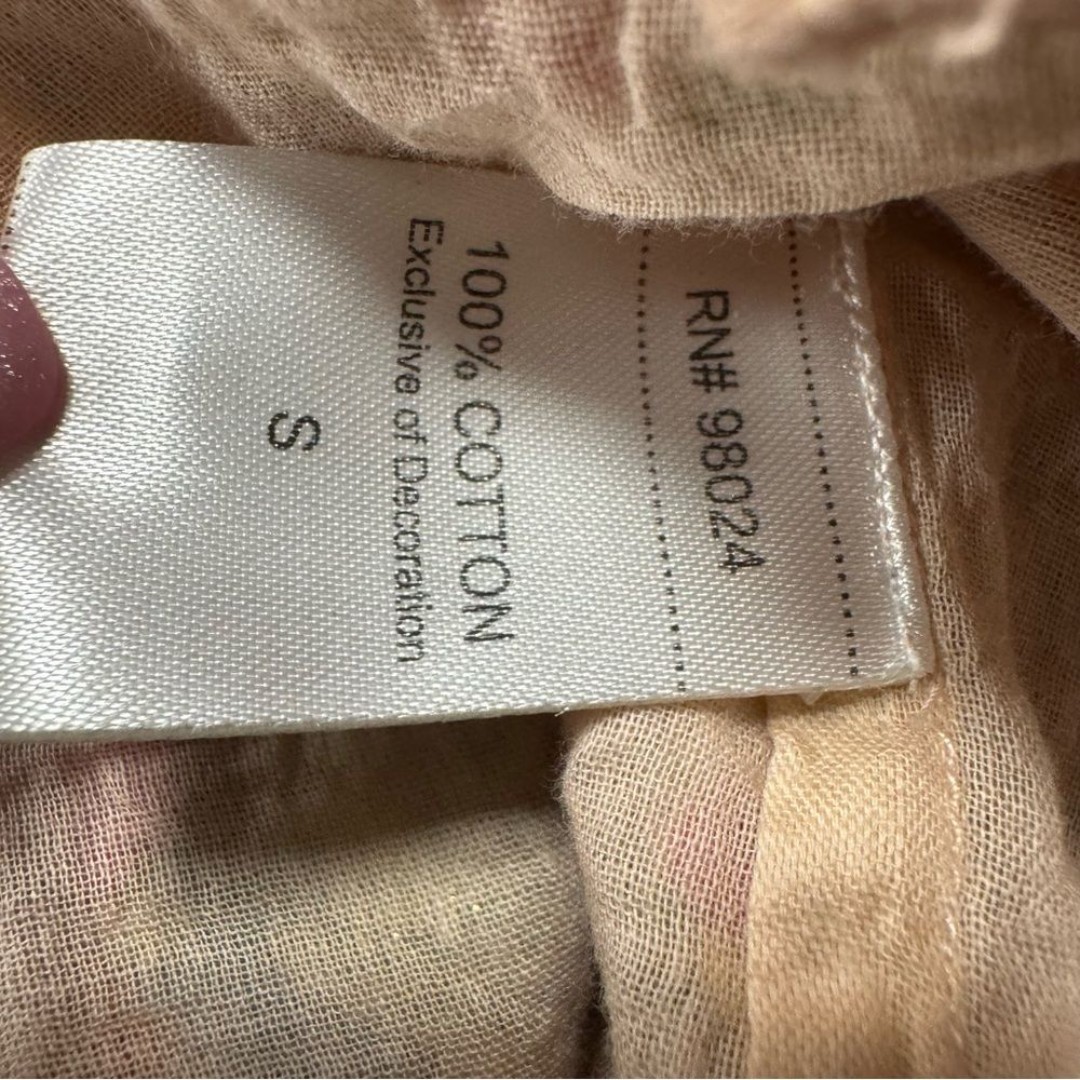 RN# 98024
100% COTTON
Exclusive of Decoration
S